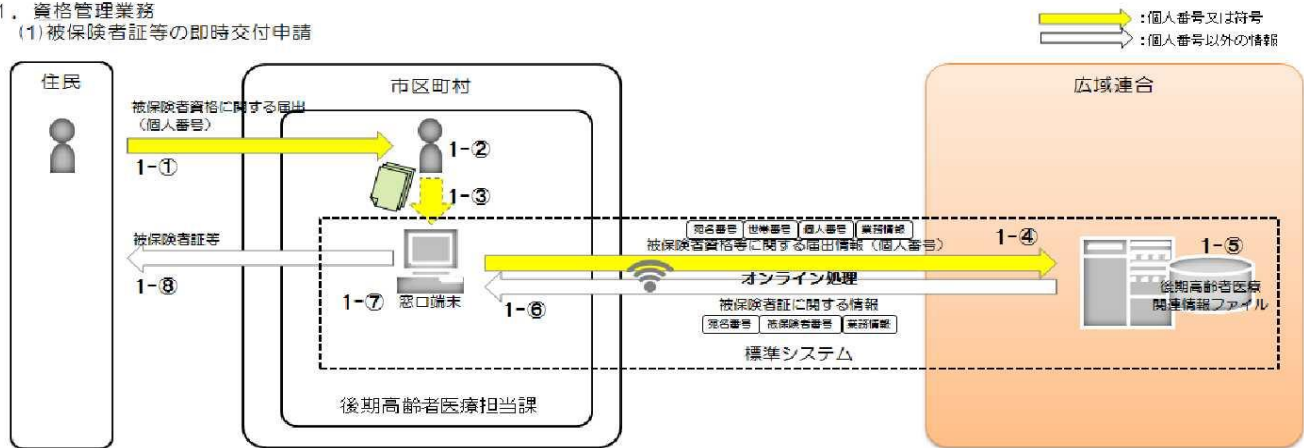 1．資格管理業務
(1)被保険者証等の即時交付申請
：個人番号又は符号
：個人番号以外の情報
住民
市区町村
広域連合
被保険者資格に関する届出
（個人番号）
1-①
1-②
1-③
宛名番号 世帯番号 個人番号 業務情報
被保険者資格等に関する届出情報（個人番号）
1-④
1-⑤
オンライン処理
後期高齢者医療
関連情報ファイル
被保険者証等
1-⑧
1-⑦
窓口端末
1-⑥
被保険者証に関する情報
宛名番号 被保険者番号 業務情報
標準システム
後期高齢者医療担当課